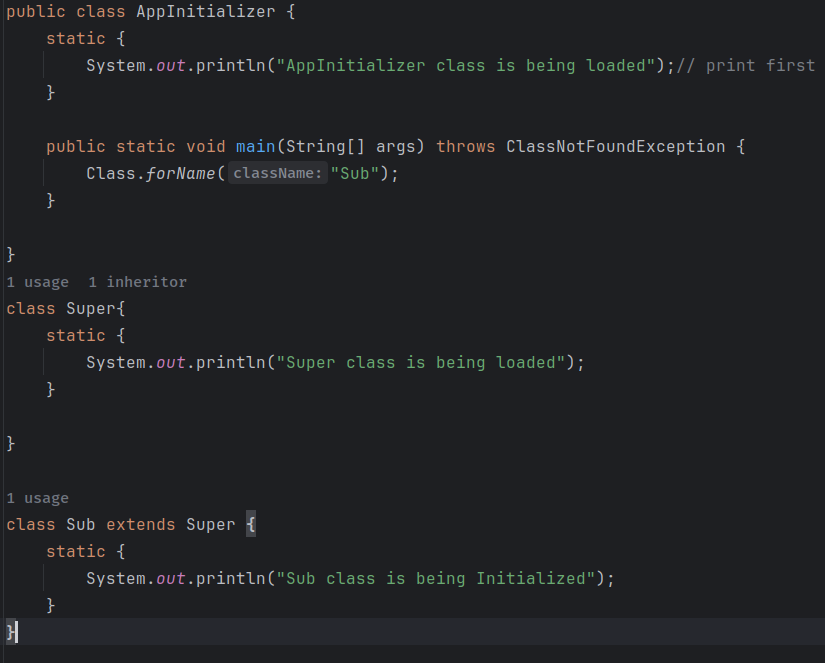 public class AppInitializer {
    static {
        System.out.println("AppInitializer class is being loaded");// print first
    }

    public static void main(String[] args) throws ClassNotFoundException {
        Class.forName( className: "Sub");
    }

}
1 usage  1 inheritor
class Super{
    static {
        System.out.println("Super class is being loaded");
    }

}

1 usage
class Sub extends Super {
    static {
        System.out.println("Sub class is being Initialized");
    }
}